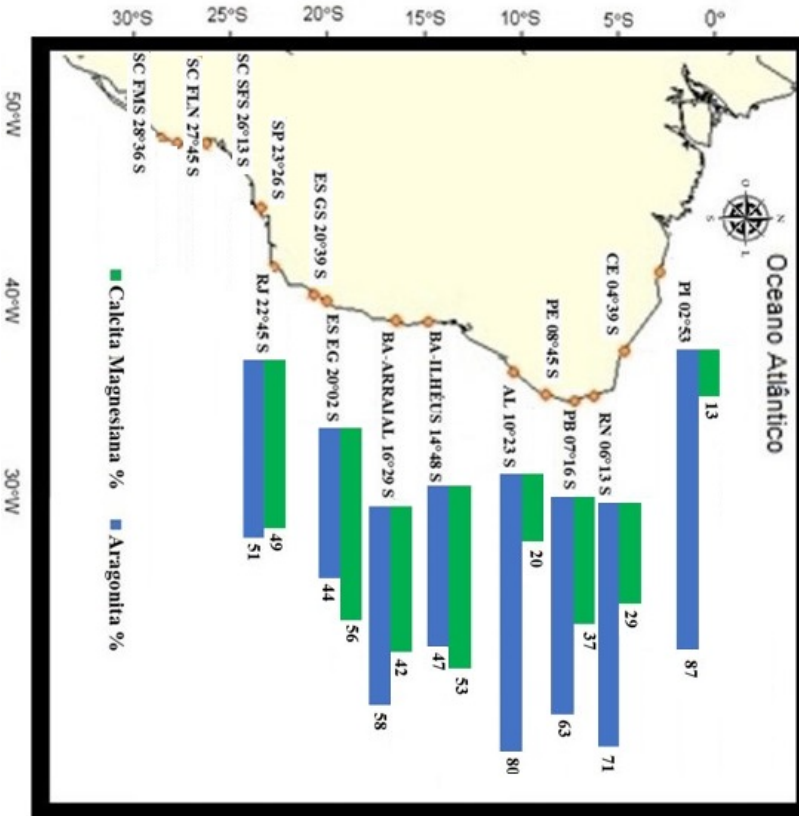 30°S 25°S 20°S 15°S 10°S 5°S 0°
50°W
40°W
30°W
Oceano Atlântico
O
N
S
L
PI 02°53
13
87
CE 04°39 S
RN 06°13 S
29
71
PB 07°16 S
37
63
PE 08°45 S
AL 10°23 S
20
80
BA-ILHÉUS 14°48 S
53
47
BA-ARRAIAL 16°29 S
42
58
ES EG 20°02 S
56
44
ES GS 20°39 S
RJ 22°45 S
49
51
SP 23°26 S
SC SFS 26°13 S
SC FLN 27°45 S
SC FMS 28°36 S
Calcita Magnesiana % Aragonita %